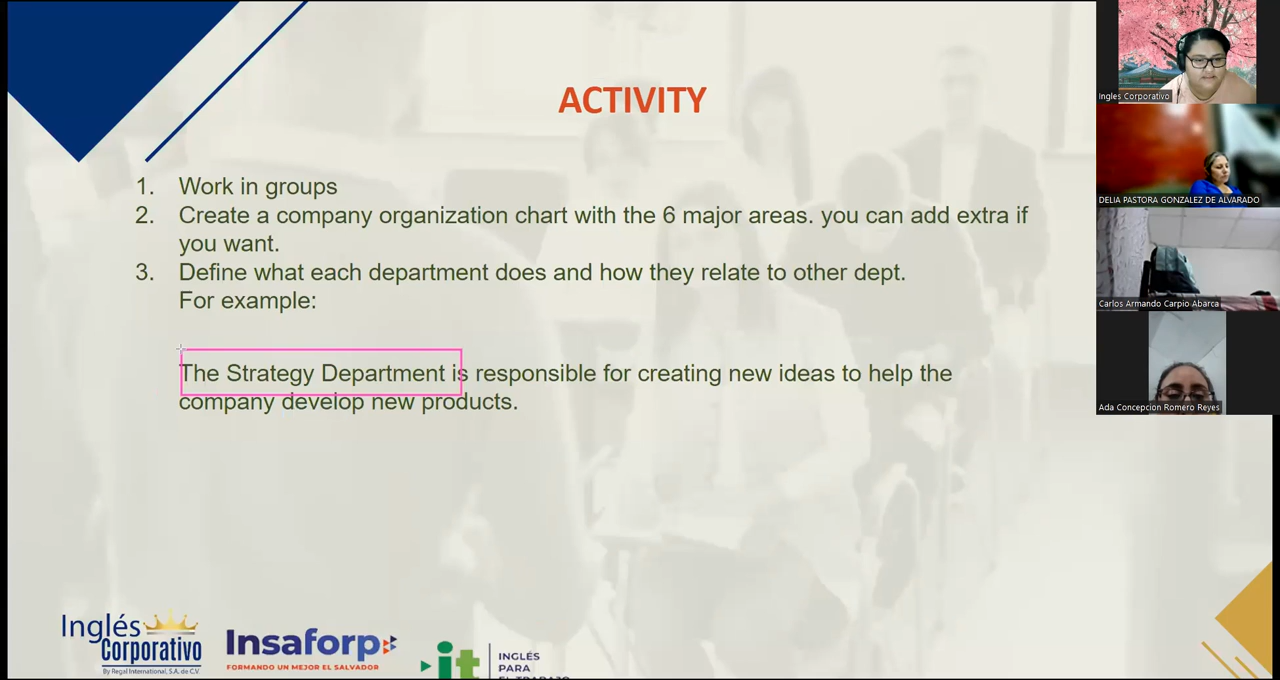 ACTIVITY
1. Work in groups
2. Create a company organization chart with the 6 major areas. you can add extra if
you want.
3. Define what each department does and how they relate to other dept.
For example:
The Strategy Department is responsible for creating new ideas to help the
company develop new products.
Ingles Corporativo
DELIA PASTORA GONZALEZ DE ALVARADO
Carlos Armando Carpio Abarca
Ada Concepcion Romero Reyes
Inglés
Corporativo
By Regal International, S.A. de C.V.
Insaforp
FORMANDO UN MEJOR EL SALVADOR
it
INGLÉS
PARA
EL TRABAJO